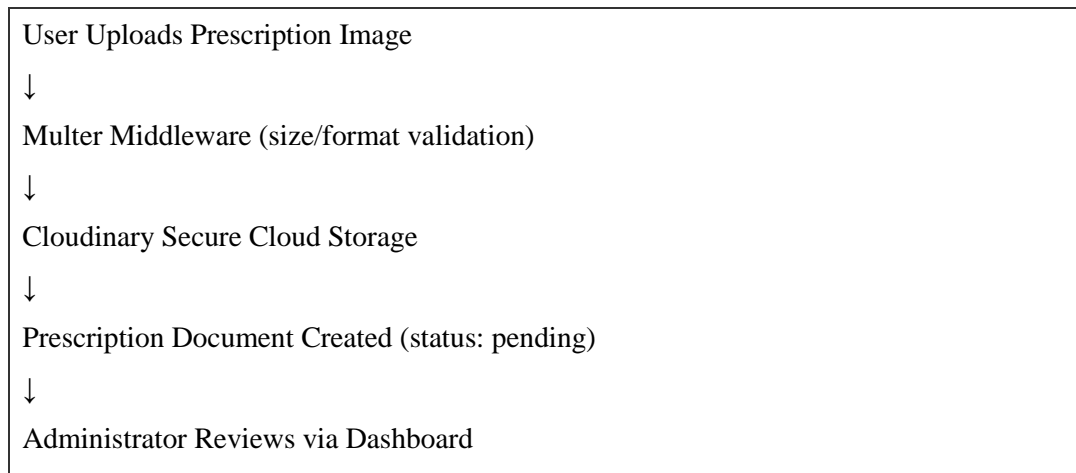 User Uploads Prescription Image
↓
Multer Middleware (size/format validation)
↓
Cloudinary Secure Cloud Storage
↓
Prescription Document Created (status: pending)
↓
Administrator Reviews via Dashboard